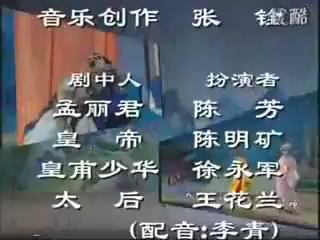 音乐创作 张铨
剧中人 扮演者
孟丽君 陈芳
皇帝 陈明矿
皇甫少华 徐永军
太后 王花兰
(配音:李青)